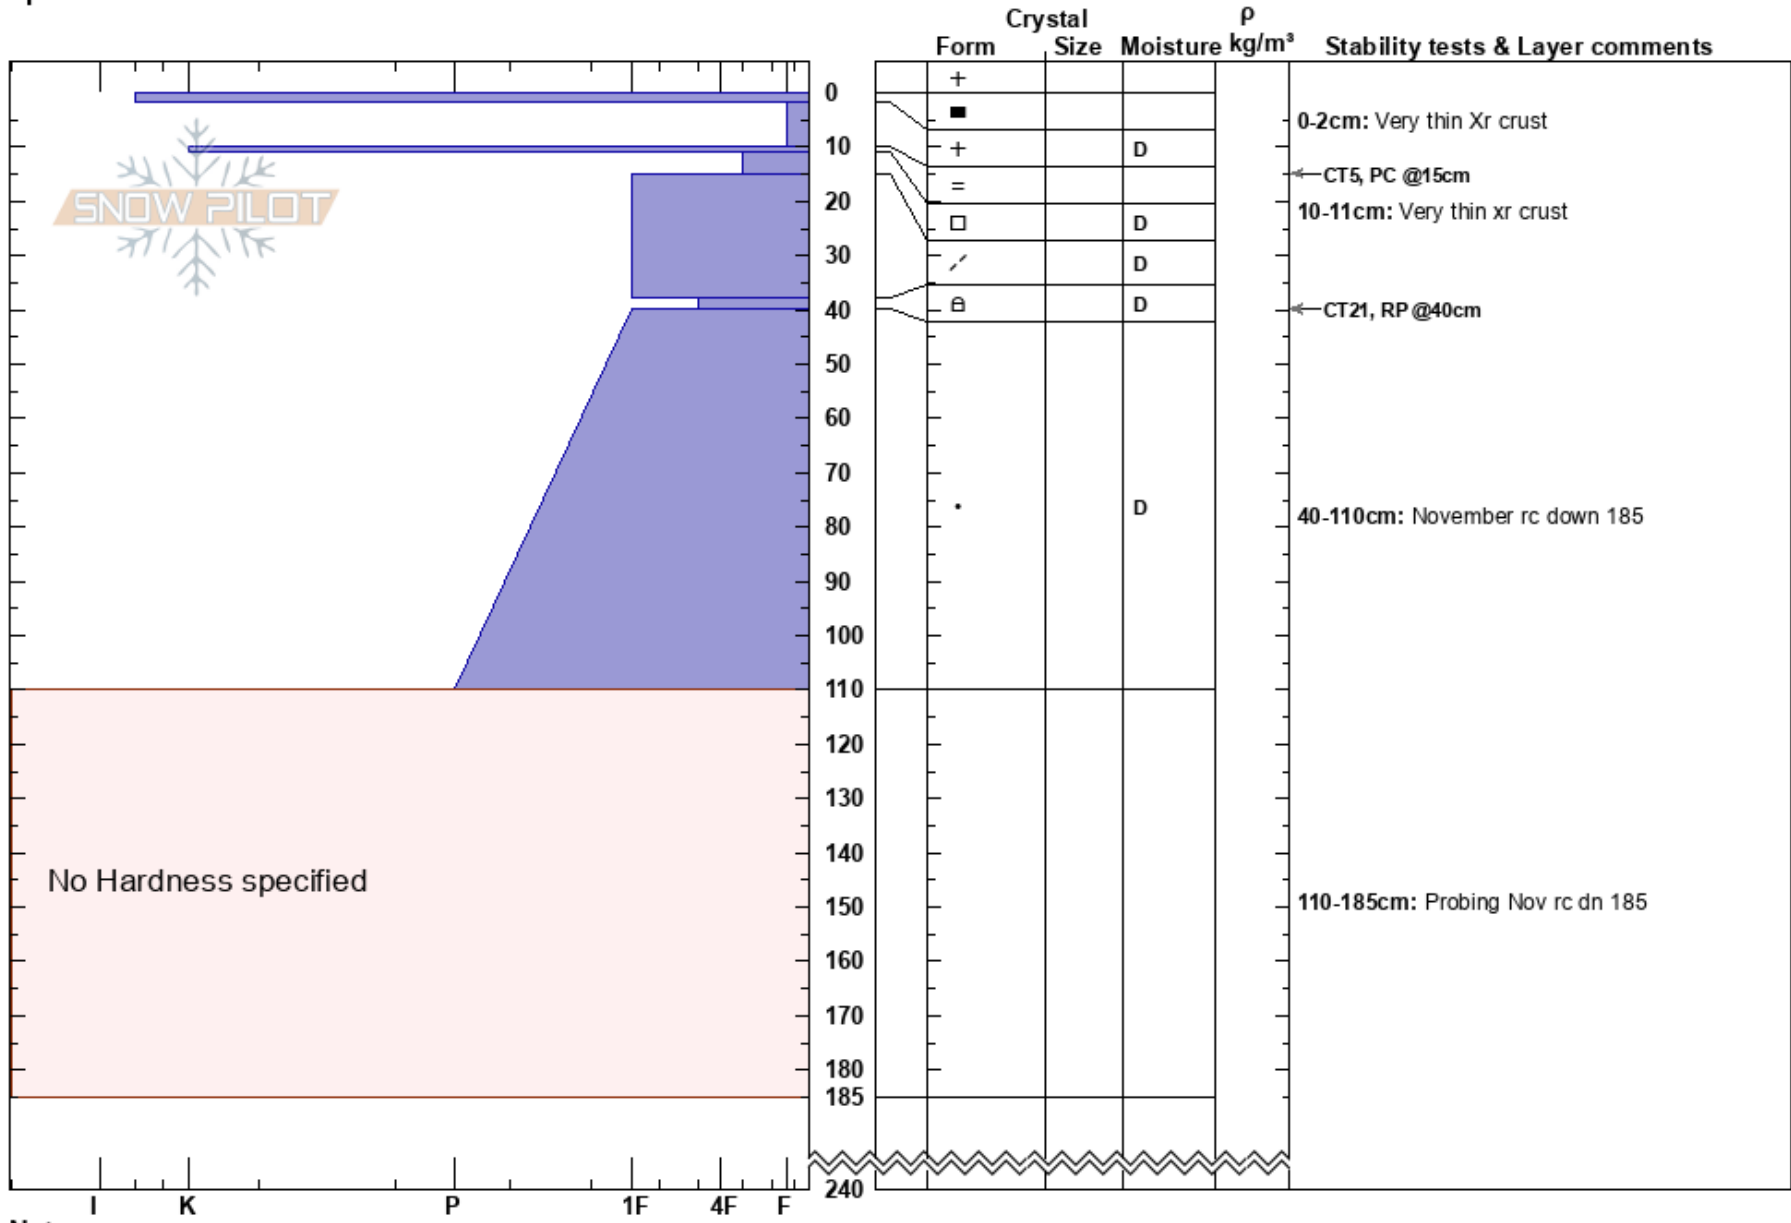 Crystal ρ
Form Size Moisture kg/m³ Stability tests & Layer comments
+
0
■
0-2cm: Very thin Xr crust
10 + D
CT5, PC @15cm
=
SNOW PILOT 20
10-11cm: Very thin xr crust
□ D
30 D
40 D CT21, RP @40cm
50
60
70
• D 40-110cm: November rc down 185
80
90
100
110
120
130
140
No Hardness specified
150 110-185cm: Probing Nov rc dn 185
160
170
180
185
240
I K P 1F 4F F